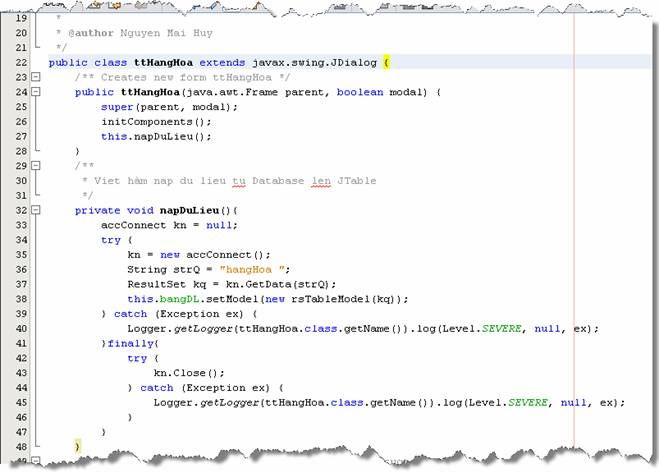 19 *
20 * @author Nguyen Mai Huy
21 */
22 public class ttHangHoa extends javax.swing.JDialog {
23 /** Creates new form ttHangHoa */
24 public ttHangHoa(java.awt.Frame parent, boolean modal) {
25 super(parent, modal);
26 initComponents();
27 this.napDuLieu();
28 }
29 /**
30 * Viet hàm nap du lieu tu Database len JTable
31 */
32 private void napDuLieu(){
33 accConnect kn = null;
34 try {
35 kn = new accConnect();
36 String strQ = "hangHoa ";
37 ResultSet kq = kn.GetData(strQ);
38 this.bangDL.setModel(new rsTableModel(kq));
39 } catch (Exception ex) {
40 Logger.getLogger(ttHangHoa.class.getName()).log(Level.SEVERE, null, ex);
41 }finally{
42 try {
43 kn.Close();
44 } catch (Exception ex) {
45 Logger.getLogger(ttHangHoa.class.getName()).log(Level.SEVERE, null, ex);
46 }
47 }
48 }